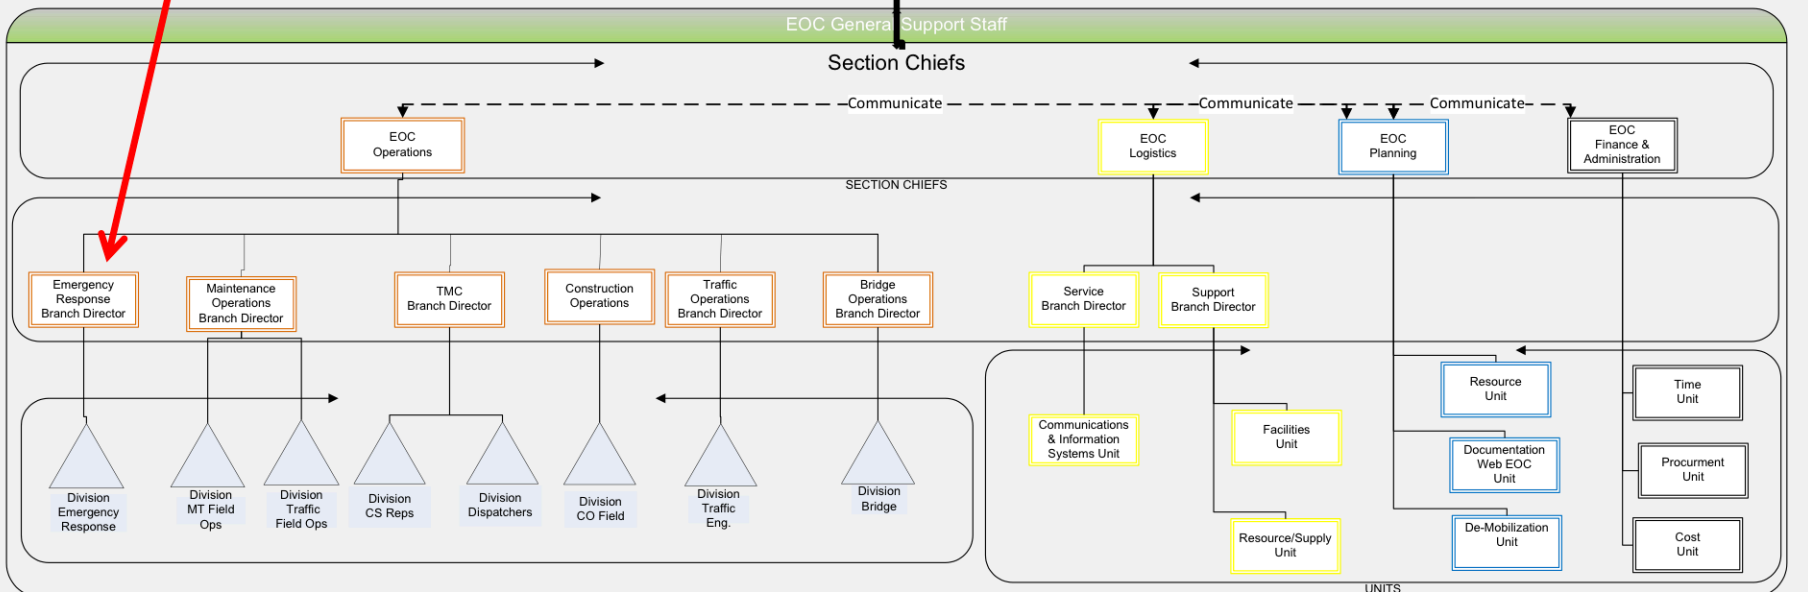 EOC General Support Staff
Section Chiefs
Communicate
Communicate
Communicate
EOC
Operations
EOC
Logistics
EOC
Planning
EOC
Finance &
Administration
SECTION CHIEFS
Emergency
Response
Branch Director
Maintenance
Operations
Branch Director
TMC
Branch Director
Construction
Operations
Traffic
Operations
Branch Director
Bridge
Operations
Branch Director
Service
Branch Director
Support
Branch Director
Resource
Unit
Time
Unit
Communications
& Information
Systems Unit
Facilities
Unit
Documentation
Web EOC
Unit
Procurment
Unit
Division
Emergency
Response
Division
MT Field
Ops
Division
Traffic
Field Ops
Division
CS Reps
Division
Dispatchers
Division
CO Field
Division
Traffic
Eng.
Division
Bridge
Resource/Supply
Unit
De-Mobilization
Unit
Cost
Unit
UNITS